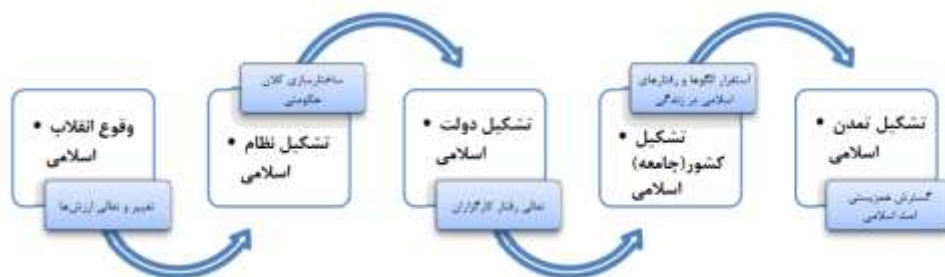 وقوع انقلاب
اسلامی
تغییر و تعالی ارزش‌ها
ساختارسازی کلان
حکومتی
تشکیل نظام
اسلامی
تشکیل دولت
اسلامی
تعالی رفتار کارگزاران
استقرار الگوها و رفتارهای
اسلامی در زندگی
تشکیل
کشور(جامعه)
اسلامی
تشکیل تمدن
اسلامی
گسترش همزیستی
امت اسلامی